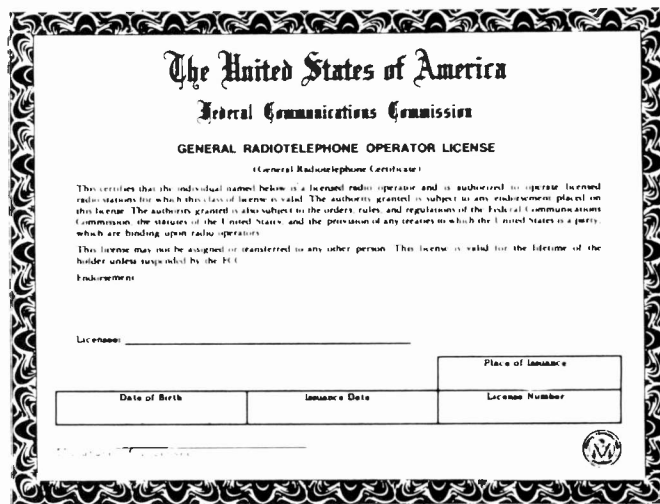 The United States of America
Federal Communications Commission
GENERAL RADIOTELEPHONE OPERATOR LICENSE
(General Radiotelephone Certificate)
This certifies that the individual named below is a licensed radio operator and is authorized to operate licensed
radio stations for which this class of license is valid. The authority granted is subject to any endorsement placed on
this license. The authority granted is also subject to the orders, rules, and regulations of the Federal Communications
Commission, the statutes of the United States, and the provision of any treaties to which the United States is a party,
which are binding upon radio operators.
This license may not be assigned or transferred to any other person. This license is valid for the lifetime of the
holder unless suspended by the FCC.
Endorsement
Licensee:
Place of Issuance
Date of Birth Issuance Date License Number